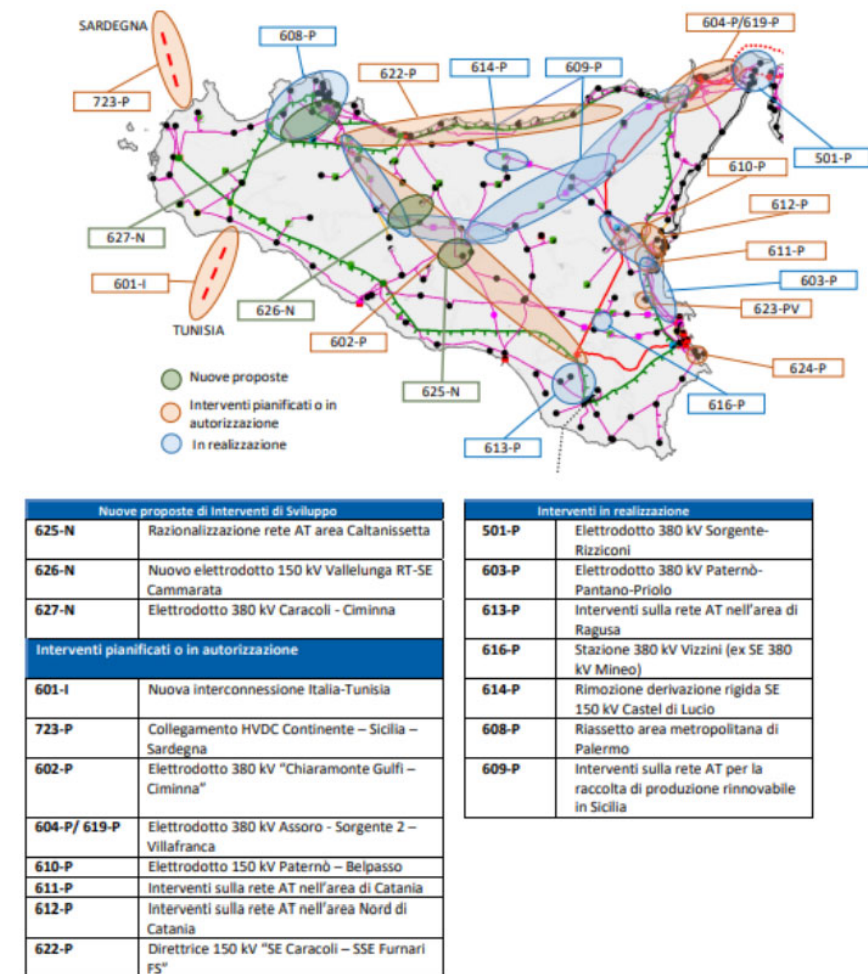 SARDEGNA
608-P
604-P/619-P
622-P
614-P
609-P
723-P
501-P
610-P
612-P
627-N
611-P
601-I
603-P
626-N
623-PV
TUNISIA
602-P
624-P
Nuove proposte
625-N
616-P
Interventi pianificati o in
autorizzazione
In realizzazione
613-P
Nuove proposte di Interventi di Sviluppo
625-N Razionalizzazione rete AT area Caltanissetta
626-N Nuovo elettrodotto 150 kV Vallelunga RT-SE
Cammarata
627-N Elettrodotto 380 kV Caracoli - Ciminna
Interventi pianificati o in autorizzazione
601-I Nuova interconnessione Italia-Tunisia
723-P Collegamento HVDC Continente – Sicilia –
Sardegna
602-P Elettrodotto 380 kV "Chiaramonte Gulfi –
Ciminna"
604-P/ 619-P Elettrodotto 380 kV Assoro - Sorgente 2 –
Villafranca
610-P Elettrodotto 150 kV Paternò – Belpasso
611-P Interventi sulla rete AT nell'area di Catania
612-P Interventi sulla rete AT nell'area Nord di
Catania
622-P Direttrice 150 kV "SE Caracoli – SSE Furnari
FS"
Interventi in realizzazione
501-P Elettrodotto 380 kV Sorgente-
Rizziconi
603-P Elettrodotto 380 kV Paternò-
Pantano-Priolo
613-P Interventi sulla rete AT nell'area di
Ragusa
616-P Stazione 380 kV Vizzini (ex SE 380
kV Mineo)
614-P Rimozione derivazione rigida SE
150 kV Castel di Lucio
608-P Riassetto area metropolitana di
Palermo
609-P Interventi sulla rete AT per la
raccolta di produzione rinnovabile
in Sicilia